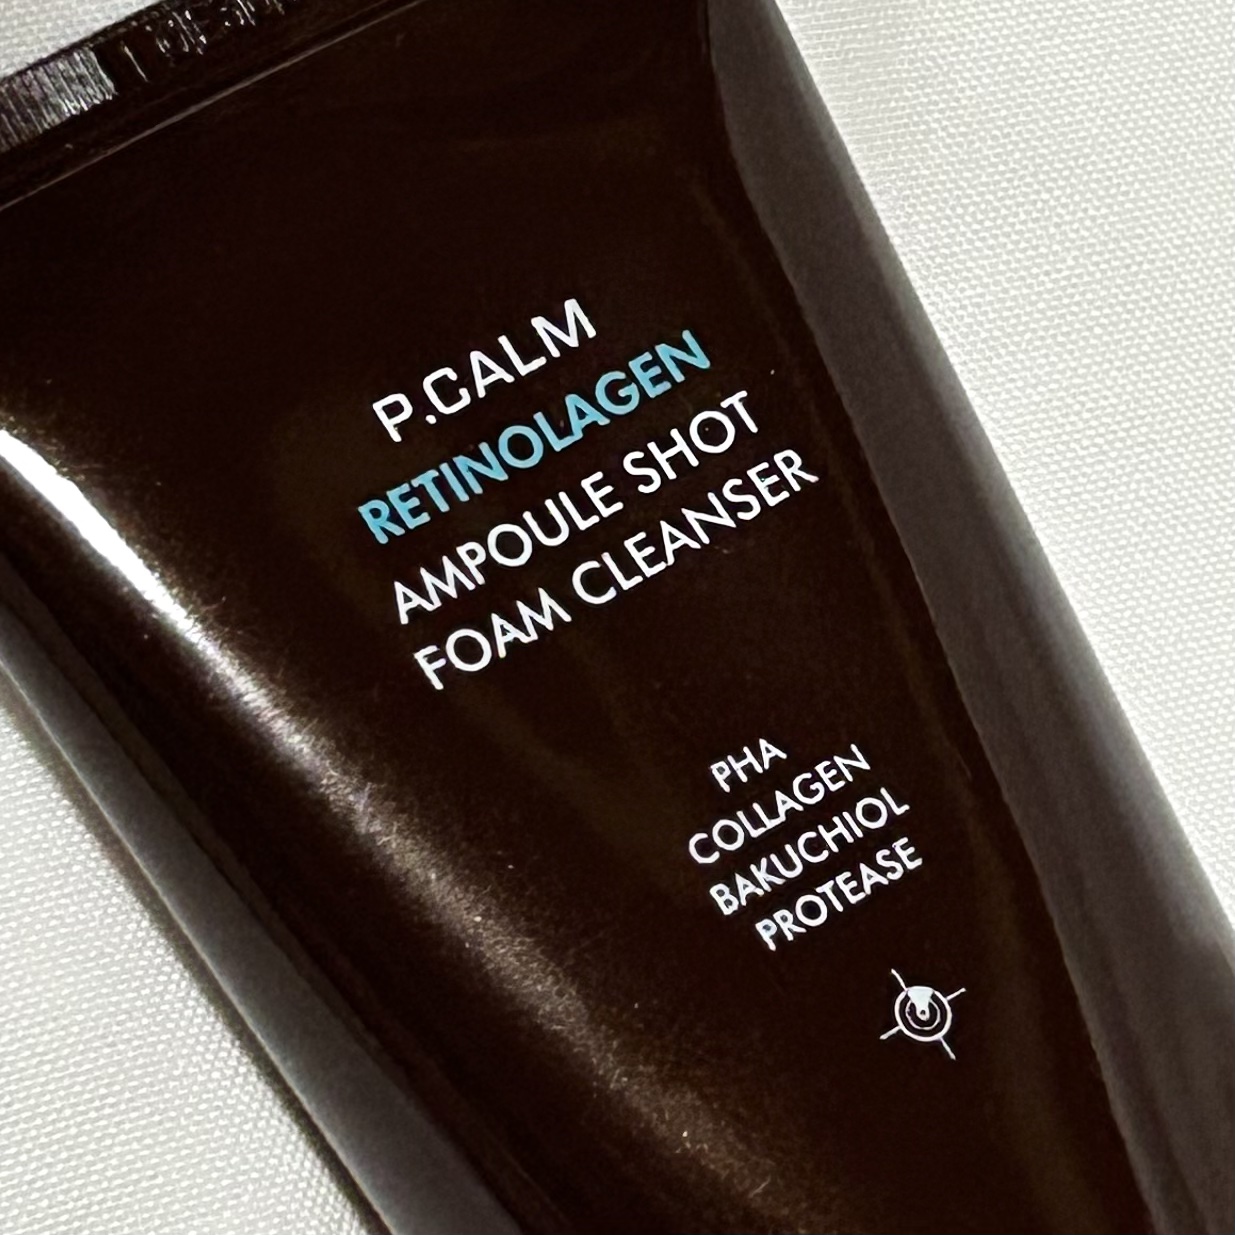 P.CALM
RETINOLAGEN
AMPOULE SHOT
FOAM CLEANSER
PHA
COLLAGEN
BAKUCHIOL
PROTEASE